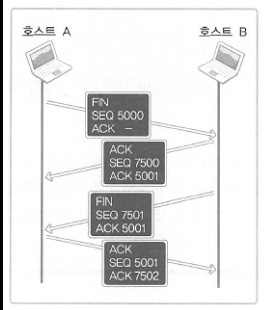 호스트 A
호스트 B
FIN
SEQ 5000
ACK –
ACK
SEQ 7500
ACK 5001
FIN
SEQ 7501
ACK 5001
ACK
SEQ 5001
ACK 7502